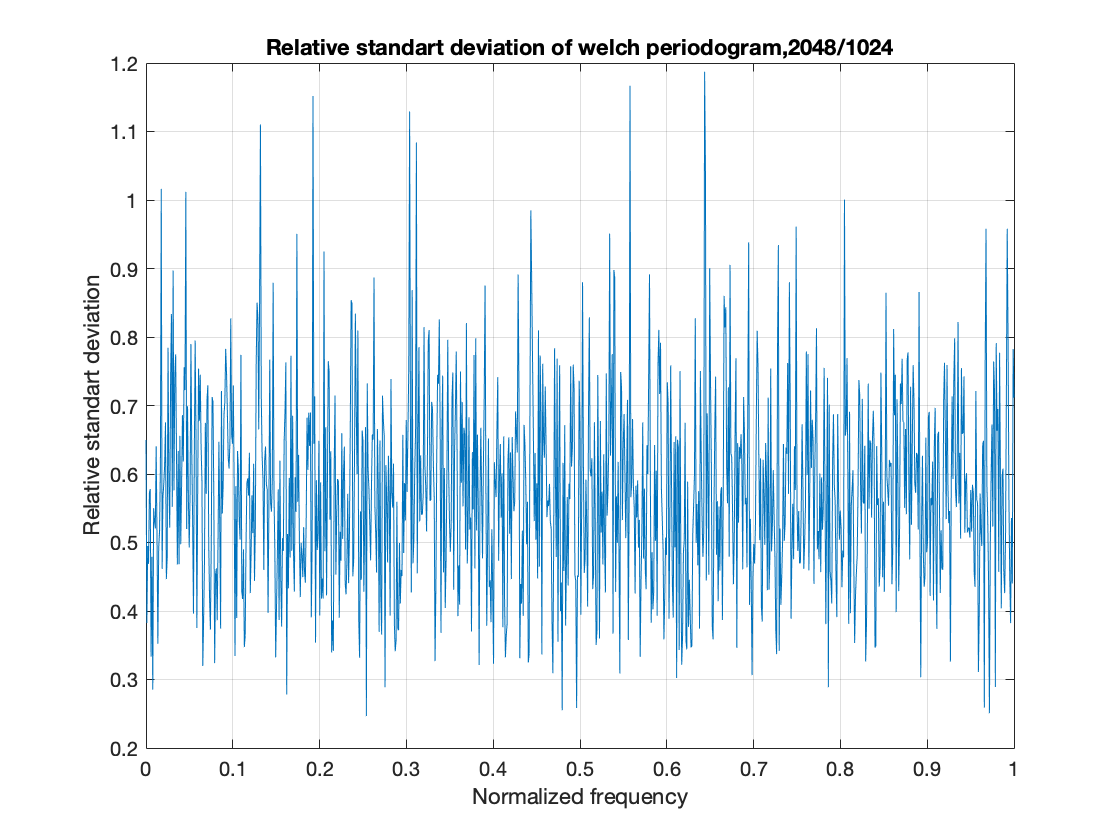 Relative standart deviation of welch periodogram,2048/1024
1.2
1.1
1
0.9
0.8
0.7
0.6
0.5
0.4
0.3
0.2
Relative standart deviation
0 0.1 0.2 0.3 0.4 0.5 0.6 0.7 0.8 0.9 1
Normalized frequency